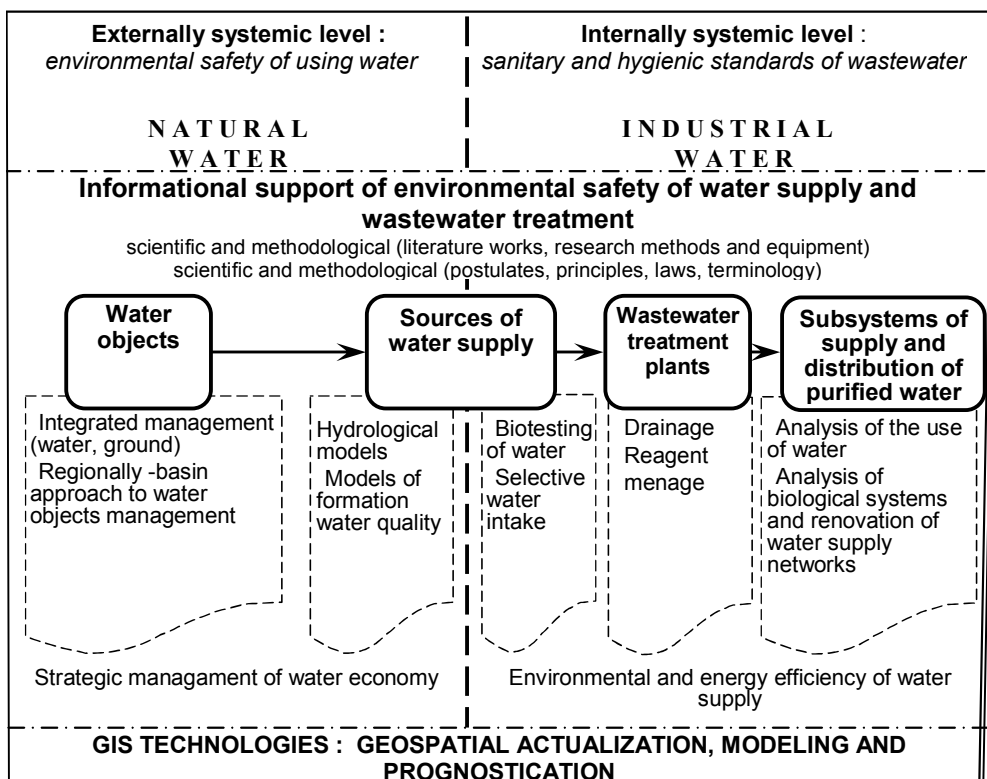 Externally systemic level :
environmental safety of using water
NATURAL
WATER
Internally systemic level :
sanitary and hygienic standards of wastewater
INDUSTRIAL
WATER
Informational support of environmental safety of water supply and
wastewater treatment
scientific and methodological (literature works, research methods and equipment)
scientific and methodological (postulates, principles, laws, terminology)
Water
objects
Sources of
water supply
Wastewater
treatment
plants
Subsystems of
supply and
distribution of
purified water
Integrated management
(water, ground)
Regionally -basin
approach to water
objects management
Hydrological
models
Models of
formation
water quality
Biotesting
of water
Selective
water
intake
Drainage
Reagent
menage
Analysis of the use
of water
Analysis of
biological systems
and renovation of
water supply
networks
Strategic managament of water economy
Environmental and energy efficiency of water
supply
GIS TECHNOLOGIES : GEOSPATIAL ACTUALIZATION, MODELING AND
PROGNOSTICATION